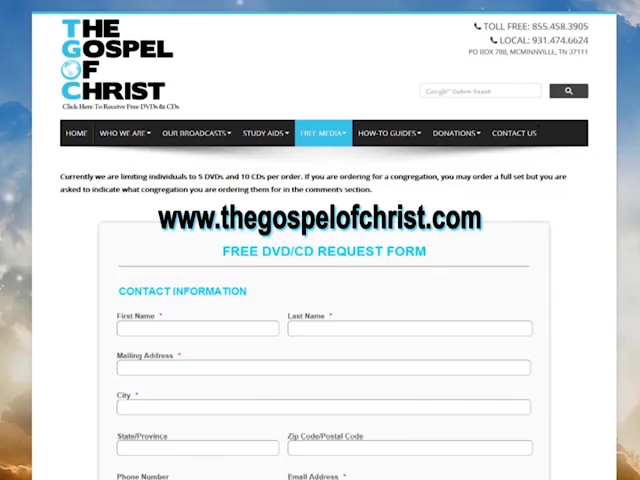 THE
GOSPEL
OF
CHRIST
Click Here To Receive Free DVDs & CDs
TOLL FREE: 855.458.3905
LOCAL: 931.474.6624
PO BOX 788, MCMINNVILLE, TN 37111
Google Custom Search
HOME WHO WE ARE OUR BROADCASTS STUDY AIDS FREE MEDIA HOW-TO GUIDES DONATIONS CONTACT US
Currently we are limiting individuals to 5 DVDs and 10 CDs per order. If you are ordering for a congregation, you may order a full set but you are
asked to indicate what congregation you are ordering them for in the comments section.
www.thegospelofchrist.com
FREE DVD/CD REQUEST FORM
CONTACT INFORMATION
First Name * Last Name *
Mailing Address *
City *
State/Province Zip Code/Postal Code
Phone Number Email Address *